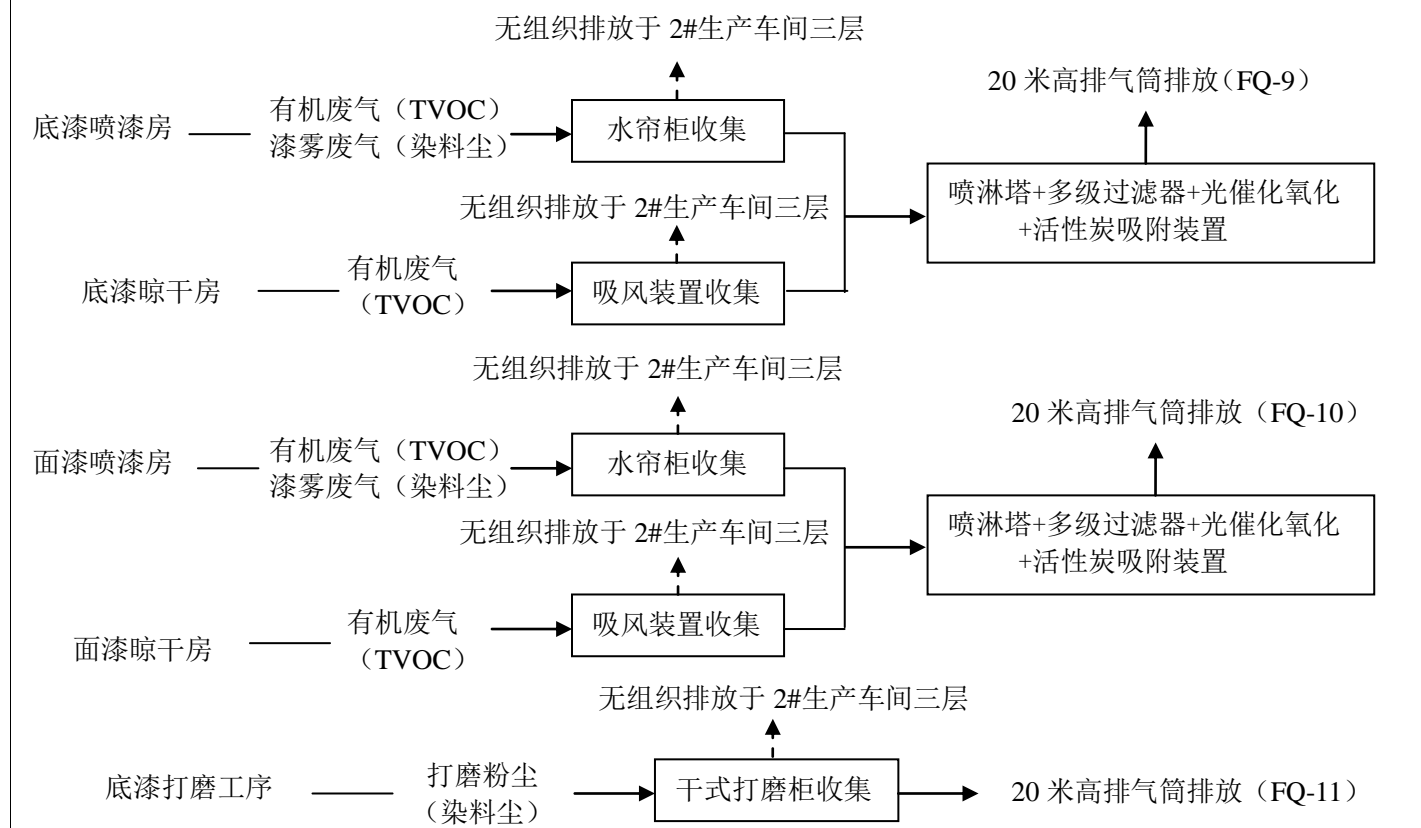 无组织排放于 2#生产车间三层
20 米高排气筒排放（FQ-9）
底漆喷漆房
有机废气（TVOC）
漆雾废气（染料尘）
水帘柜收集
喷淋塔+多级过滤器+光催化氧化
+活性炭吸附装置
无组织排放于 2#生产车间三层
底漆晾干房
有机废气
（TVOC）
吸风装置收集
无组织排放于 2#生产车间三层
20 米高排气筒排放（FQ-10）
面漆喷漆房
有机废气（TVOC）
漆雾废气（染料尘）
水帘柜收集
喷淋塔+多级过滤器+光催化氧化
+活性炭吸附装置
无组织排放于 2#生产车间三层
面漆晾干房
有机废气
（TVOC）
吸风装置收集
无组织排放于 2#生产车间三层
底漆打磨工序
打磨粉尘
（染料尘）
干式打磨柜收集
20 米高排气筒排放（FQ-11）